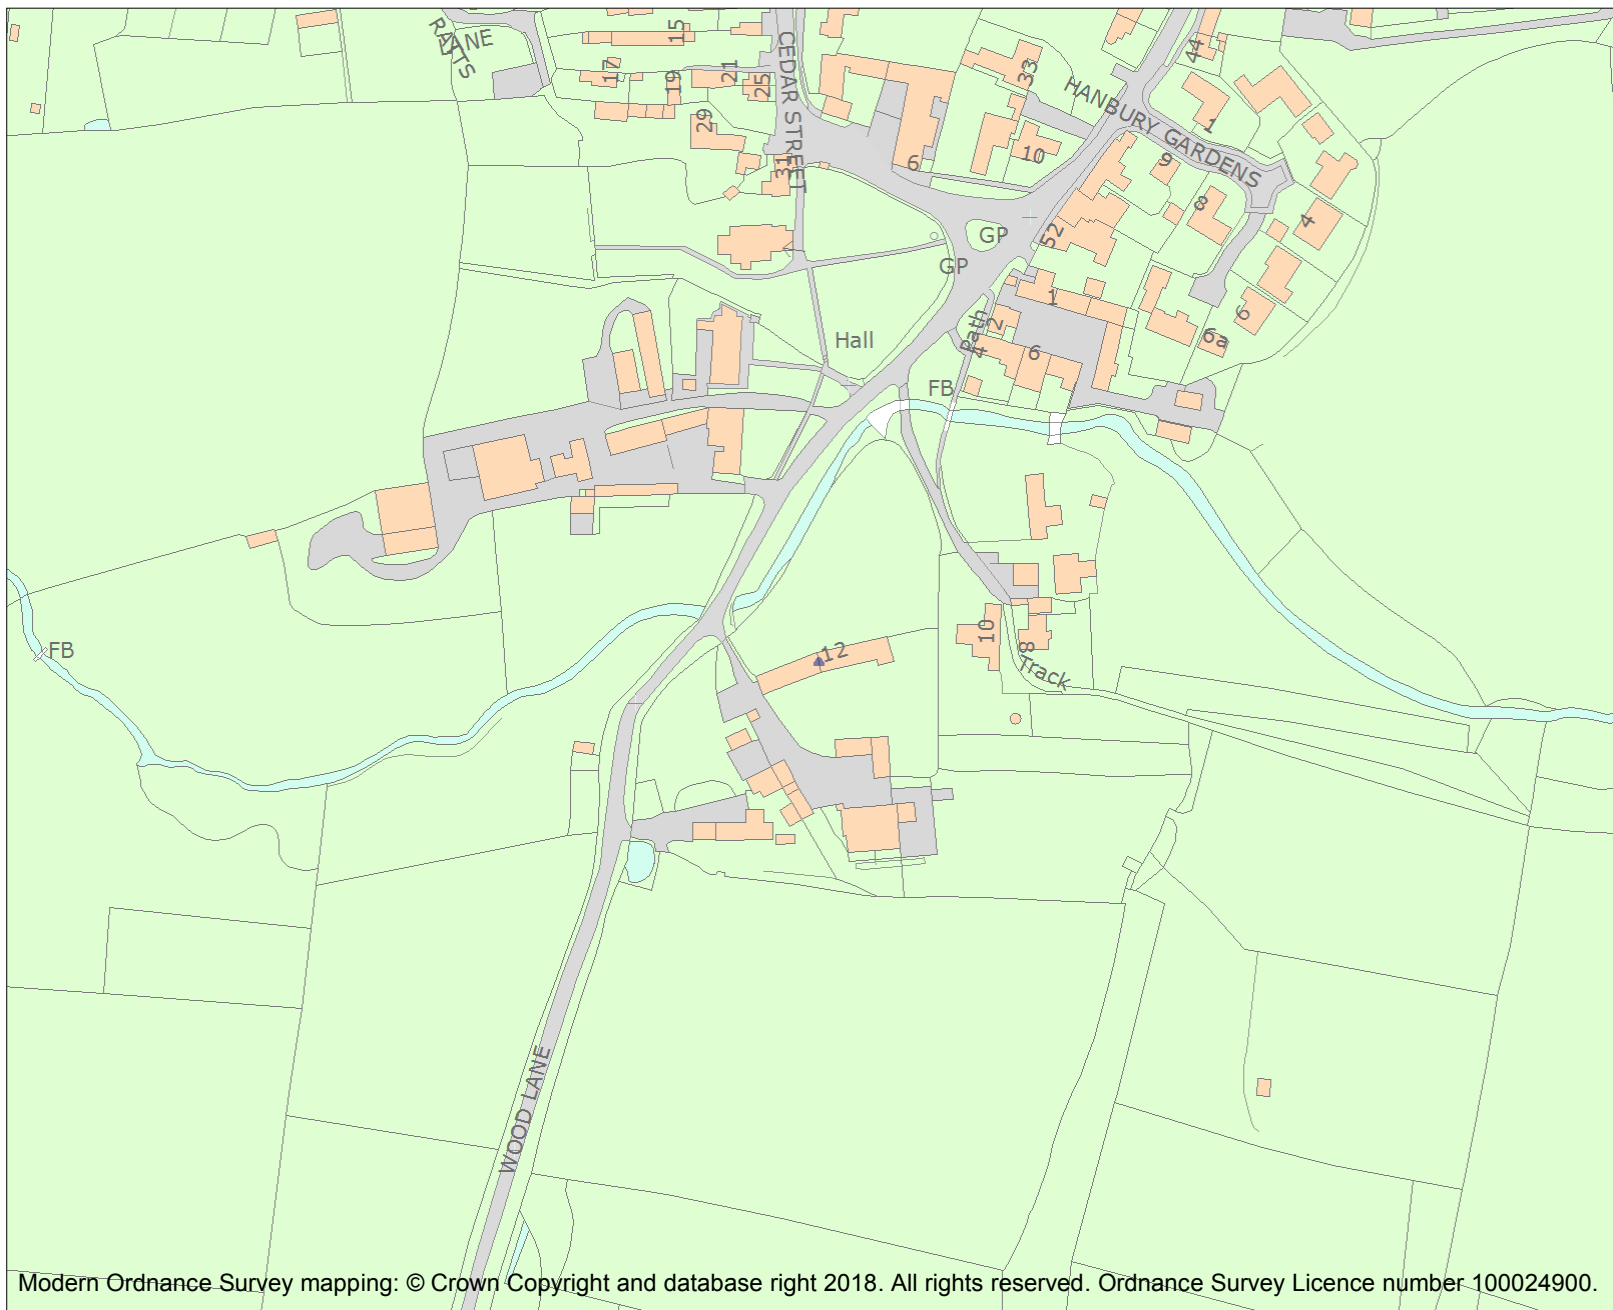 RATTS
LANE
15
CEDAR STREET
17
19
21
25
29
31
33
44
HANBURY GARDENS
1
10
6
9
8
4
52
GP
GP
1
2
Path
4
6
6
6a
Hall
FB
FB
10
8
Track
12
WOOD LANE
Modern Ordnance Survey mapping: © Crown Copyright and database right 2018. All rights reserved. Ordnance Survey Licence number 100024900.